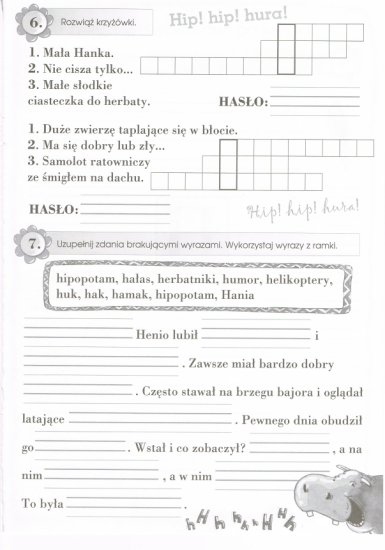 6. Rozwiąż krzyżówki. Hip! hip! hura!
1. Mała Hanka.
2. Nie cisza tylko...
3. Małe słodkie
ciasteczka do herbaty. HASŁO:
1. Duże zwierzę taplające się w błocie.
2. Ma się dobry lub zły...
3. Samolot ratowniczy
ze śmigłem na dachu.
HASŁO: Hip! hip! hura!
7. Uzupełnij zdania brakującymi wyrazami. Wykorzystaj wyrazy z ramki.
hipopotam, hałas, herbatniki, humor, helikoptery,
huk, hak, hamak, hipopotam, Hania
Henio lubił i
. Zawsze miał bardzo dobry
. Często stawał na brzegu bajora i oglądał
latające . Pewnego dnia obudził
go . Wstał i co zobaczył? , a na
nim , a w nim
To była .
h H h h h H h